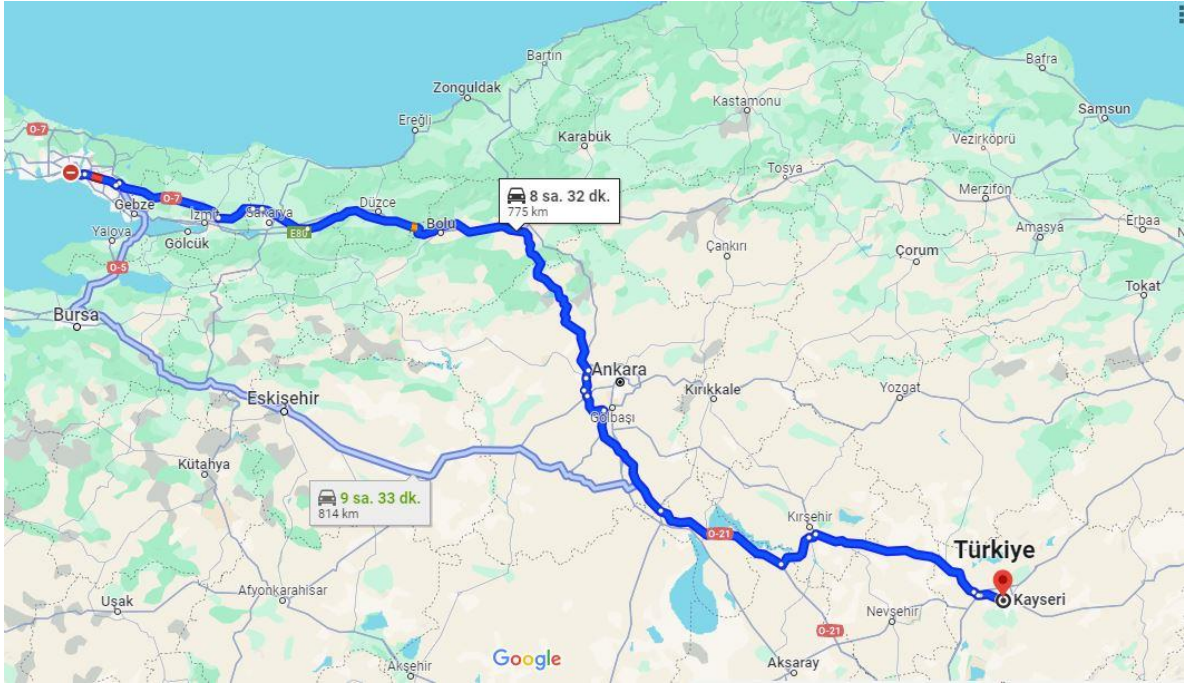 Bartın
Bafra
Zonguldak
Kastamonu
Samsun
Ereğli
O-7
Karabük
Vezirköprü
Tosya
8 sa. 32 dk.
775 km
Merzifon
O-7
Gebze
Düzce
İzmit
Sakarya
Bolu
E80
Erbaa
Amasya
Yalova
Gölcük
Çankırı
Çorum
O-5
Tokat
Bursa
Ankara
Kırıkkale
Yozgat
Eskişehir
Gölbaşı
Kütahya
9 sa. 33 dk.
814 km
Kırşehir
O-21
Türkiye
Kayseri
Afyonkarahisar
Uşak
Nevşehir
O-21
Akşehir
Google
Aksaray